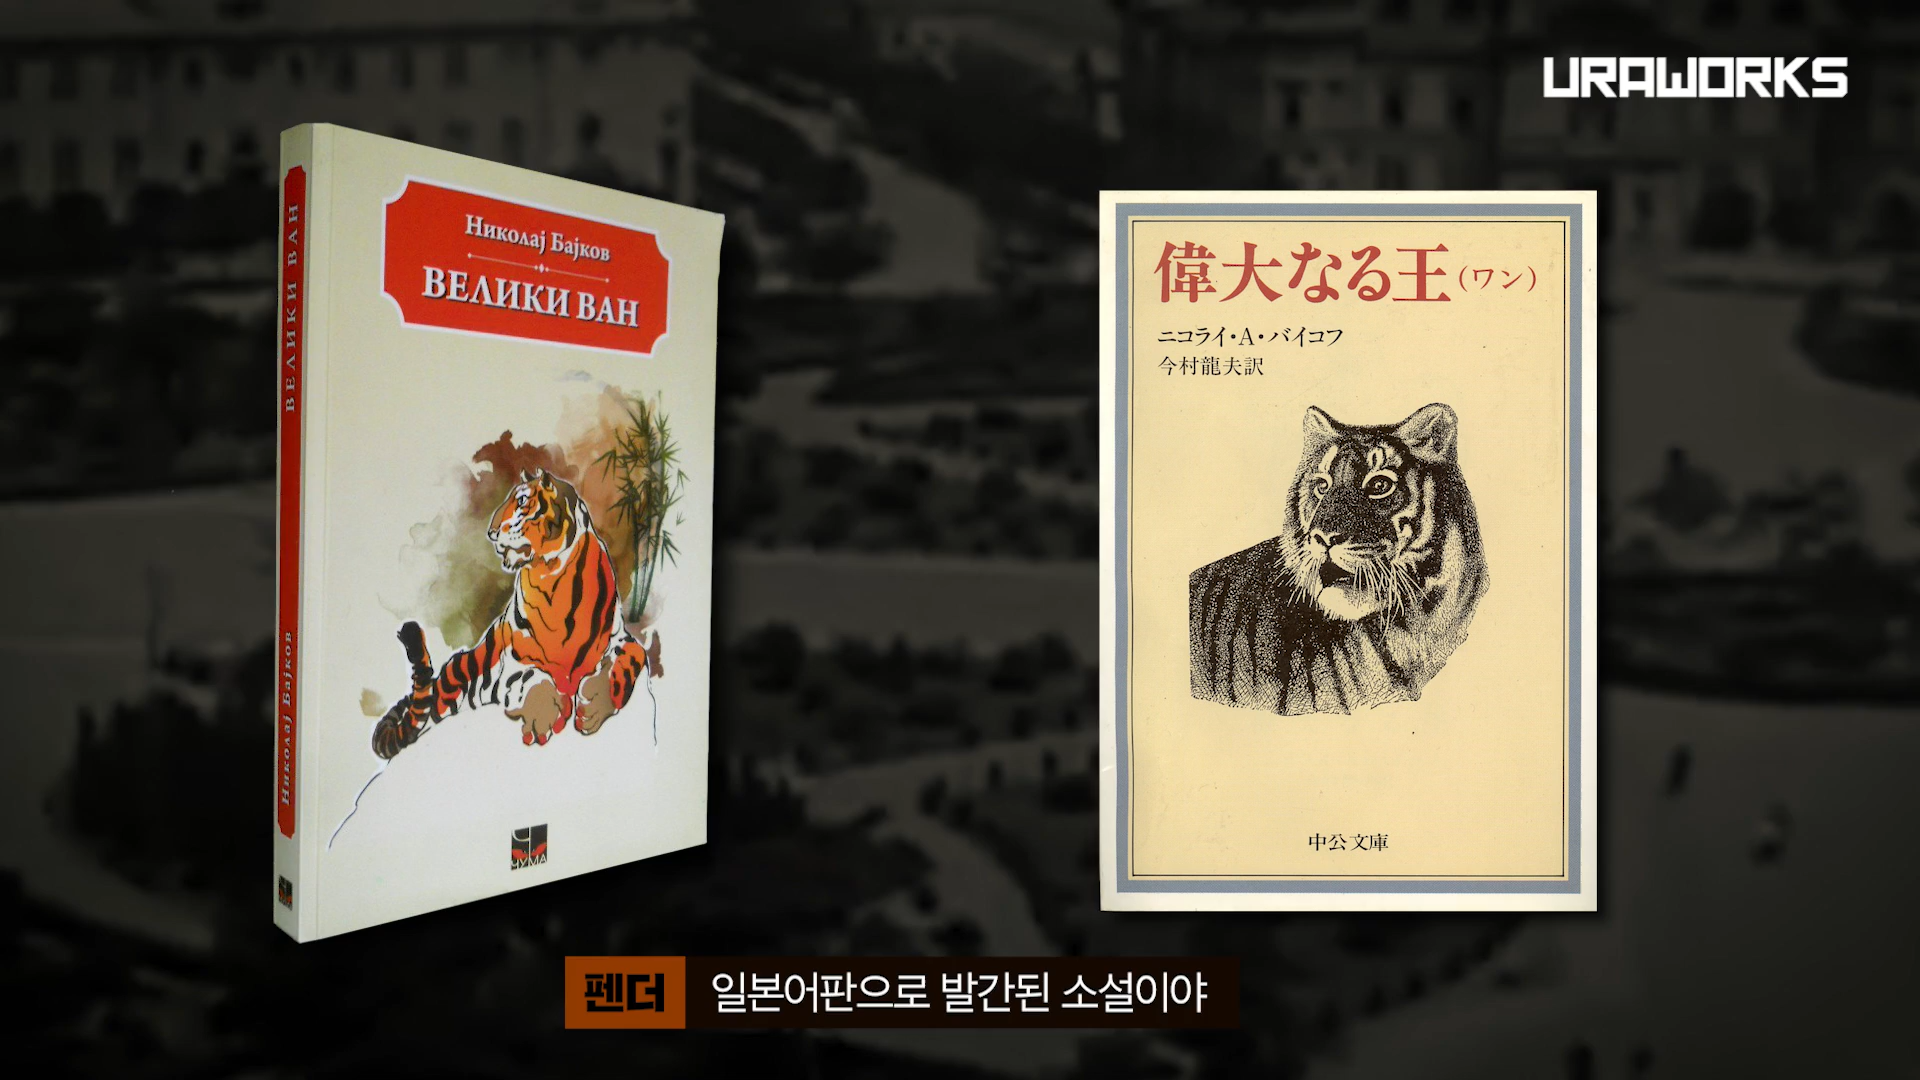 URAWORKS
Николај Бајков
ВЕЛИКИ ВАН
ВЕЛИКИ ВАН
Николај Бајков
ЧУМА
偉大なる王(ワン)
ニコライ・A・バイコフ
今村龍夫訳
中公文庫
펜더 일본어판으로 발간된 소설이야